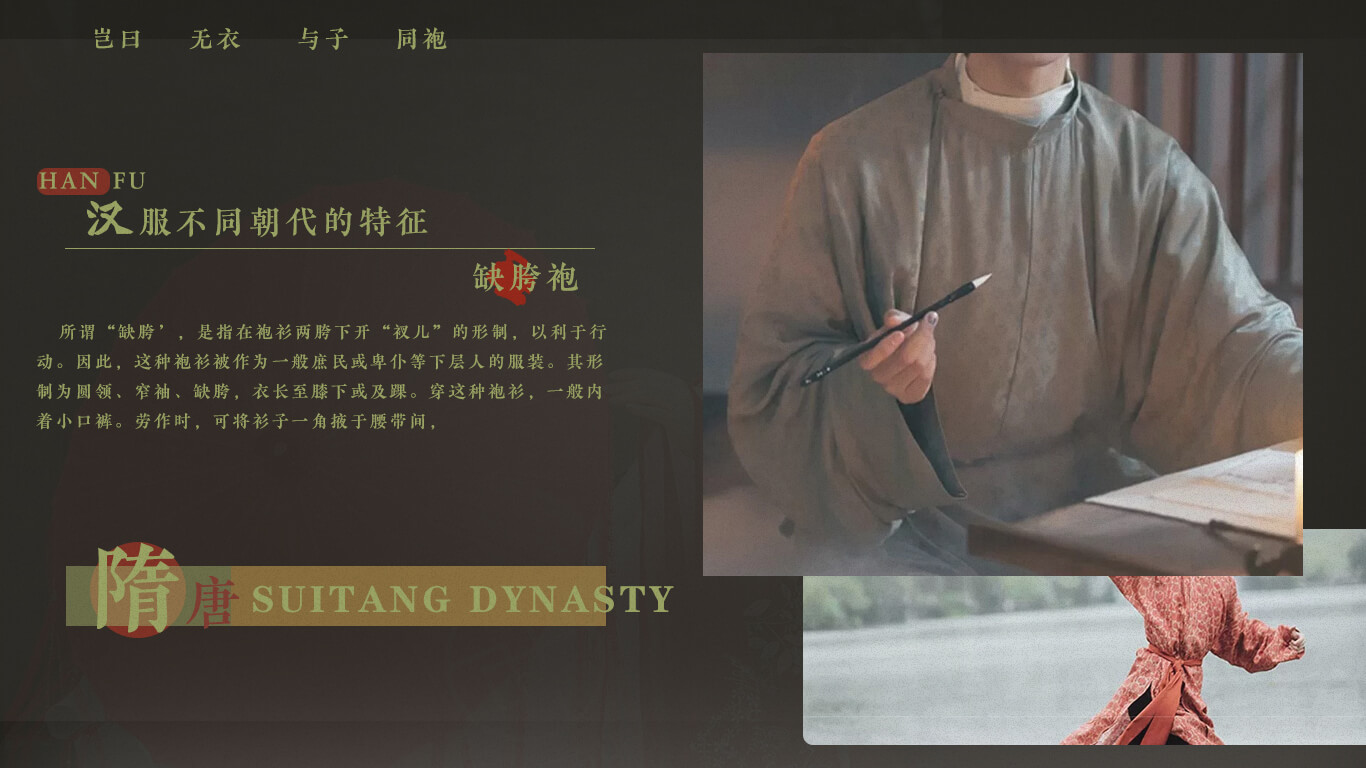 岂曰 无衣 与子 同袍
HAN FU
汉服不同朝代的特征
缺胯袍
所谓“缺胯’，是指在袍衫两胯下开“衩儿”的形制，以利于行
动。因此，这种袍衫被作为一般庶民或卑仆等下层人的服装。其形
制为圆领、窄袖、缺胯，衣长至膝下或及踝。穿这种袍衫，一般内
着小口裤。劳作时，可将衫子一角掖于腰带间，
隋唐 SUITANG DYNASTY